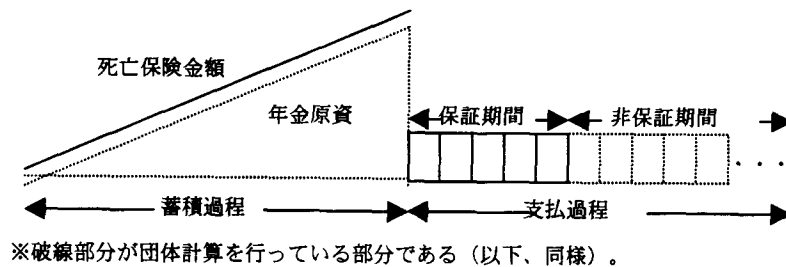 死亡保険金額
年金原資
保証期間
非保証期間
・・・
蓄積過程
支払過程
※破線部分が団体計算を行っている部分である（以下、同様）。